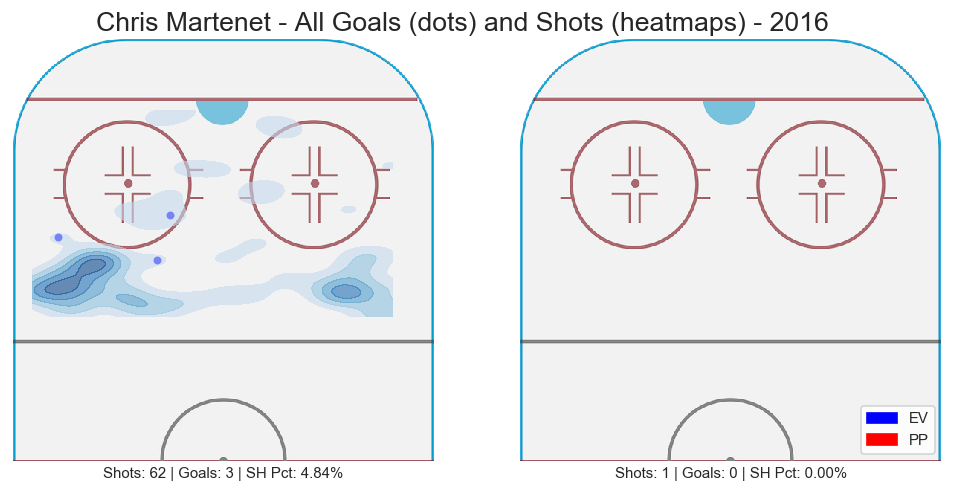 Chris Martenet - All Goals (dots) and Shots (heatmaps) - 2016
EV
PP
Shots: 62 | Goals: 3 | SH Pct: 4.84%
Shots: 1 | Goals: 0 | SH Pct: 0.00%